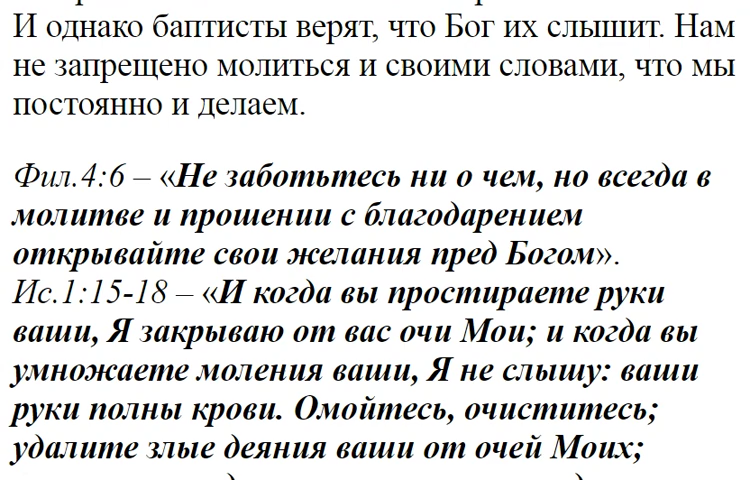 И однако баптисты верят, что Бог их слышит. Нам
не запрещено молиться и своими словами, что мы
постоянно и делаем.
Фил.4:6 – «Не заботьтесь ни о чем, но всегда в
молитве и прошении с благодарением
открывайте свои желания пред Богом».
Ис.1:15-18 – «И когда вы простираете руки
ваши, Я закрываю от вас очи Мои; и когда вы
умножаете моления ваши, Я не слышу: ваши
руки полны крови. Омойтесь, очиститесь;
удалите злые деяния ваши от очей Моих;